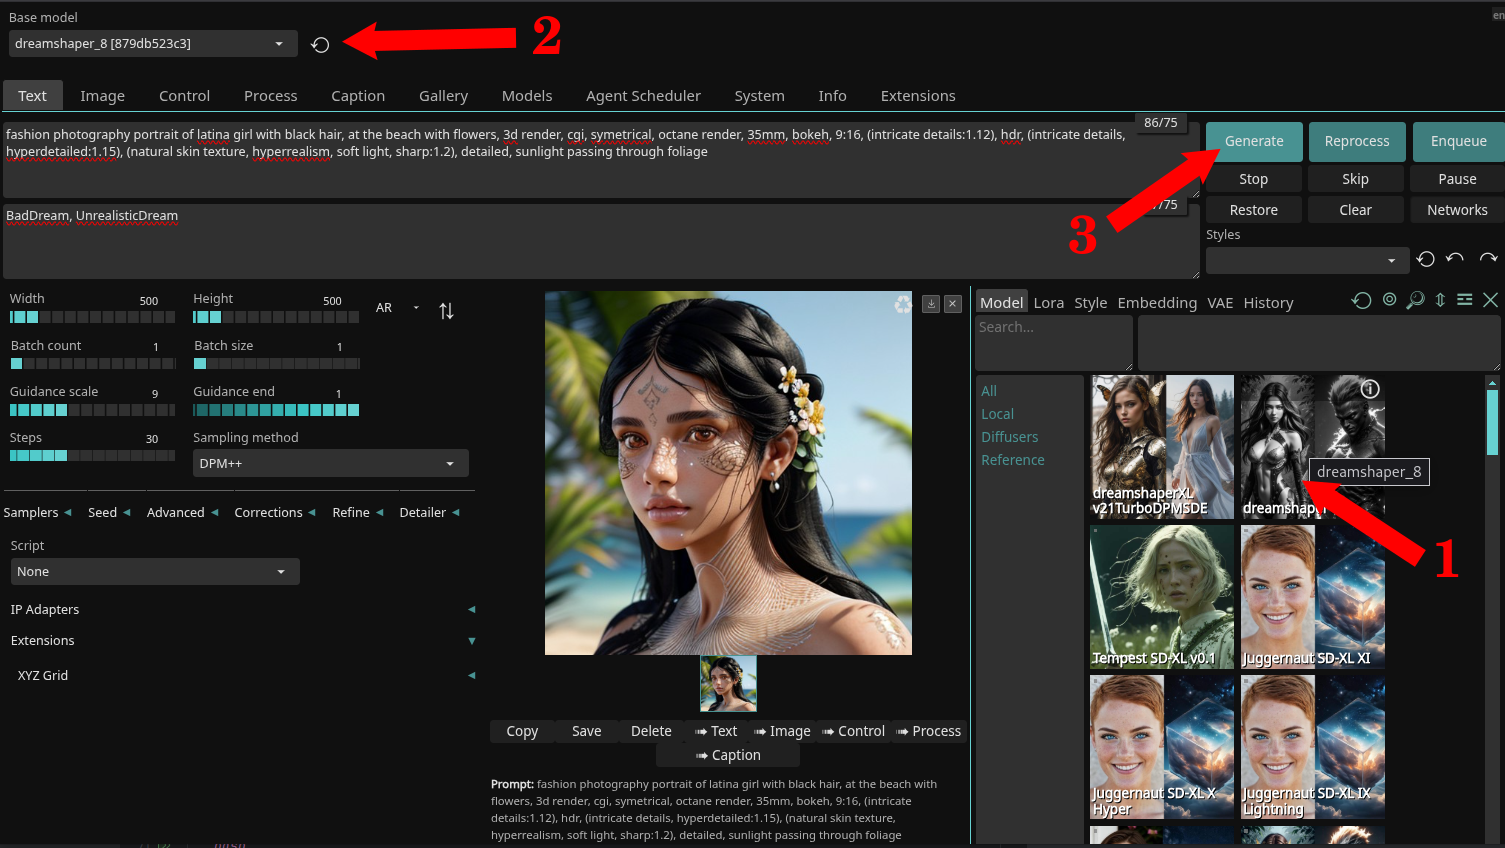 Base model
en
dreamshaper_8 [879db523c3]
2
Text Image Control Process Caption Gallery Models Agent Scheduler System Info Extensions
86/75
fashion photography portrait of latina girl with black hair, at the beach with flowers, 3d render, cgi, symetrical, octane render, 35mm, bokeh, 9:16, (intricate details:1.12), hdr, (intricate details,
hyperdetailed:1.15), (natural skin texture, hyperrealism, soft light, sharp:1.2), detailed, sunlight passing through foliage
Generate Reprocess Enqueue
Stop Skip Pause
/75
Restore Clear Networks
BadDream, UnrealisticDream
3
Styles
Width 500 Height 500 AR
Batch count 1 Batch size 1
Guidance scale 9 Guidance end 1
Steps 30 Sampling method
DPM++
Samplers Seed Advanced Corrections Refine Detailer
Script
None
IP Adapters
Extensions
XYZ Grid
Copy Save Delete ➠ Text ➠ Image ➠ Control ➠ Process
➠ Caption
Prompt: fashion photography portrait of latina girl with black hair, at the beach with
flowers, 3d render, cgi, symetrical, octane render, 35mm, bokeh, 9:16, (intricate
details:1.12), hdr, (intricate details, hyperdetailed:1.15), (natural skin texture,
hyperrealism, soft light, sharp:1.2), detailed, sunlight passing through foliage
Model Lora Style Embedding VAE History
Search...
All
Local
Diffusers
Reference
dreamshaperXL
v21TurboDPMSDE
dreamshaper_8
1
Tempest SD-XL v0.1
Juggernaut SD-XL XI
Juggernaut SD-XL X
Hyper
Juggernaut SD-XL IX
Lightning